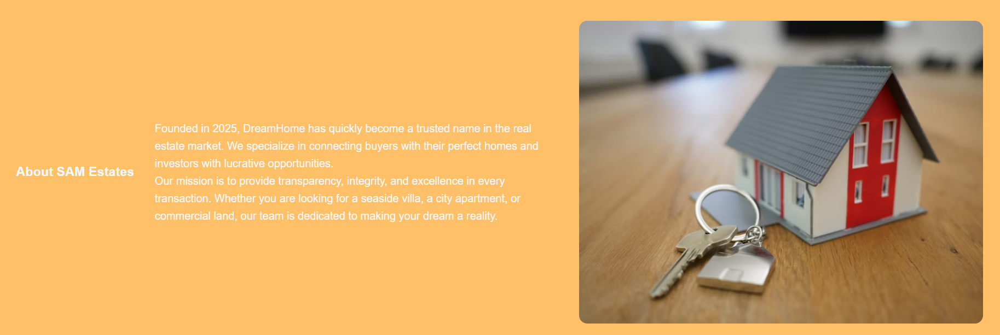 About SAM Estates
Founded in 2025, DreamHome has quickly become a trusted name in the real
estate market. We specialize in connecting buyers with their perfect homes and
investors with lucrative opportunities.
Our mission is to provide transparency, integrity, and excellence in every
transaction. Whether you are looking for a seaside villa, a city apartment, or
commercial land, our team is dedicated to making your dream a reality.